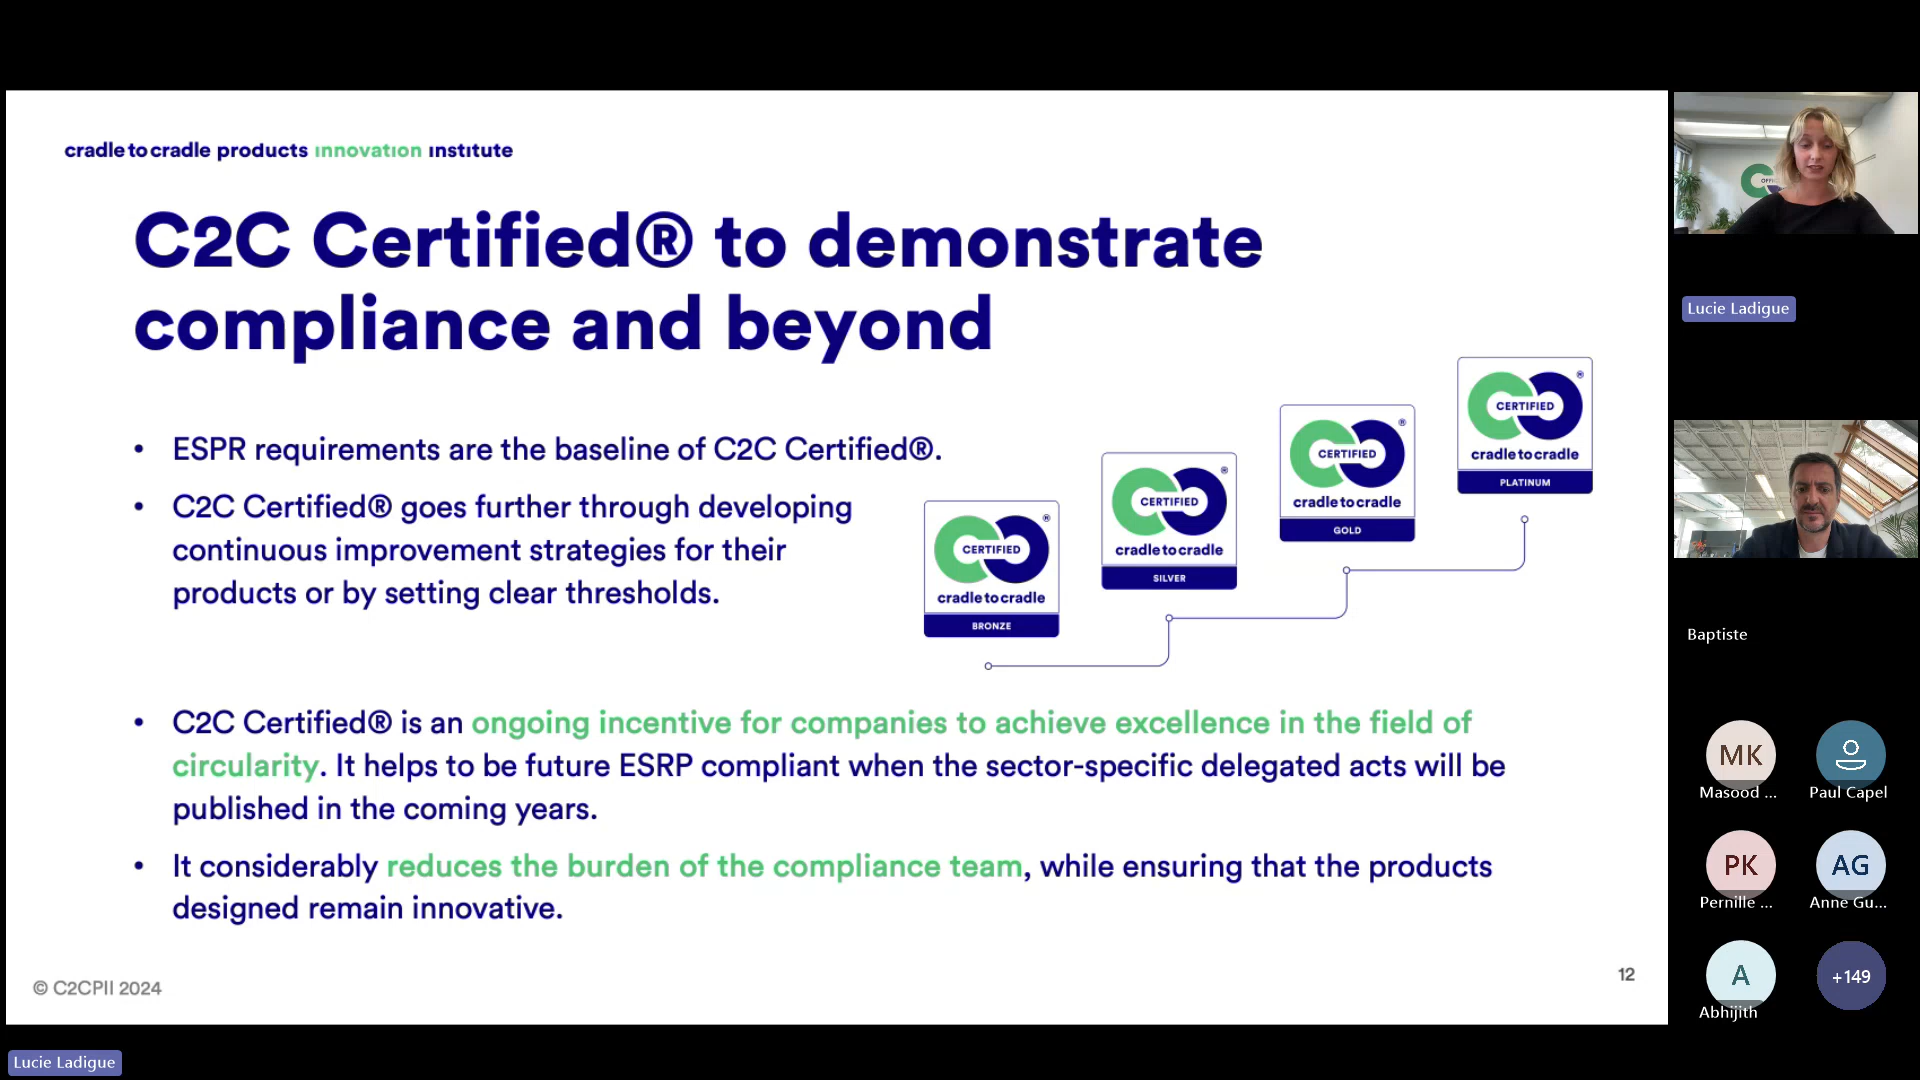 cradle to cradle products innovation institute
C2C Certified® to demonstrate
compliance and beyond
• ESPR requirements are the baseline of C2C Certified®.
• C2C Certified® goes further through developing
continuous improvement strategies for their
products or by setting clear thresholds.
CERTIFIED
®
cradle to cradle
BRONZE
CERTIFIED
®
cradle to cradle
SILVER
CERTIFIED
®
cradle to cradle
GOLD
CERTIFIED
®
cradle to cradle
PLATINUM
• C2C Certified® is an ongoing incentive for companies to achieve excellence in the field of
circularity. It helps to be future ESRP compliant when the sector-specific delegated acts will be
published in the coming years.
• It considerably reduces the burden of the compliance team, while ensuring that the products
designed remain innovative.
© C2CPII 2024
12
Lucie Ladigue
Lucie Ladigue
Baptiste
MK
Masood ...
Paul Capel
PK
Pernille ...
AG
Anne Gu...
A
Abhijith
+149